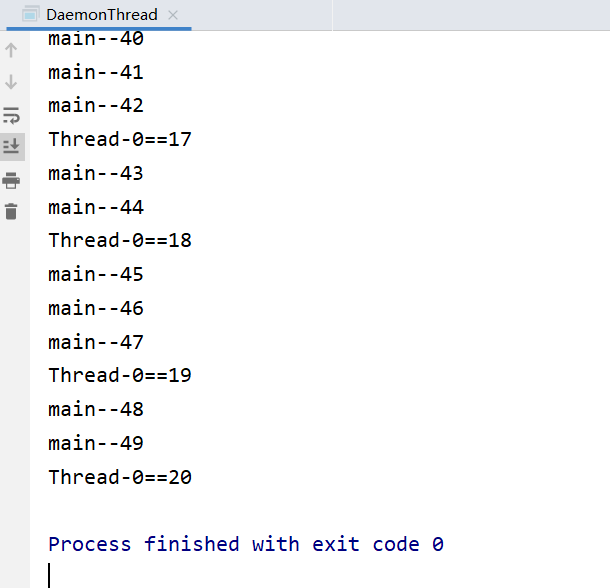 DaemonThread
main--40
main--41
main--42
Thread-0==17
main--43
main--44
Thread-0==18
main--45
main--46
main--47
Thread-0==19
main--48
main--49
Thread-0==20
Process finished with exit code 0